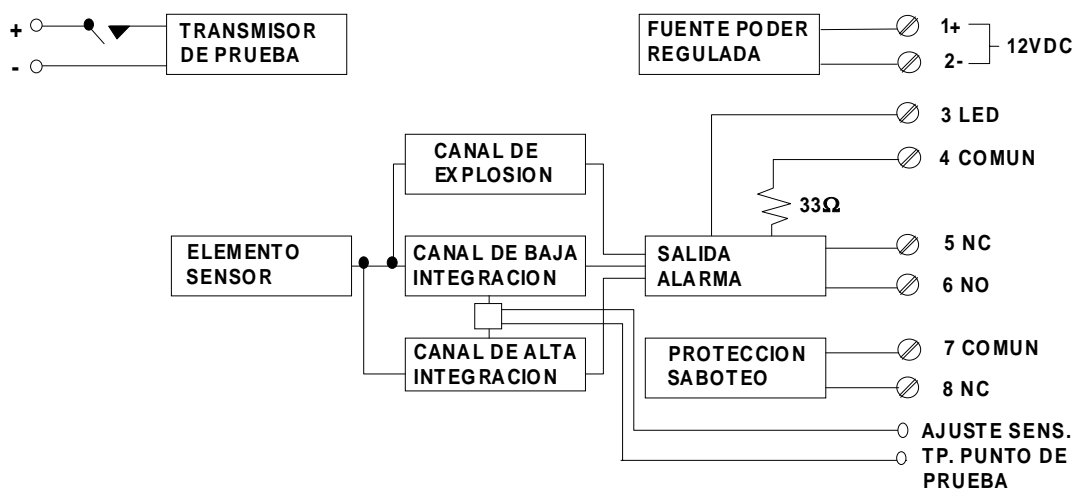 +
-
TRANSMISOR
DE PRUEBA
FUENTE PODER
REGULADA
1+
2-
12VDC
3 LED
4 COMUN
33Ω
CANAL DE
EXPLOSION
ELEMENTO
SENSOR
CANAL DE BAJA
INTEGRACION
SALIDA
ALARMA
5 NC
6 NO
CANAL DE ALTA
INTEGRACION
PROTECCION
SABOTEO
7 COMUN
8 NC
AJUSTE SENS.
TP. PUNTO DE
PRUEBA